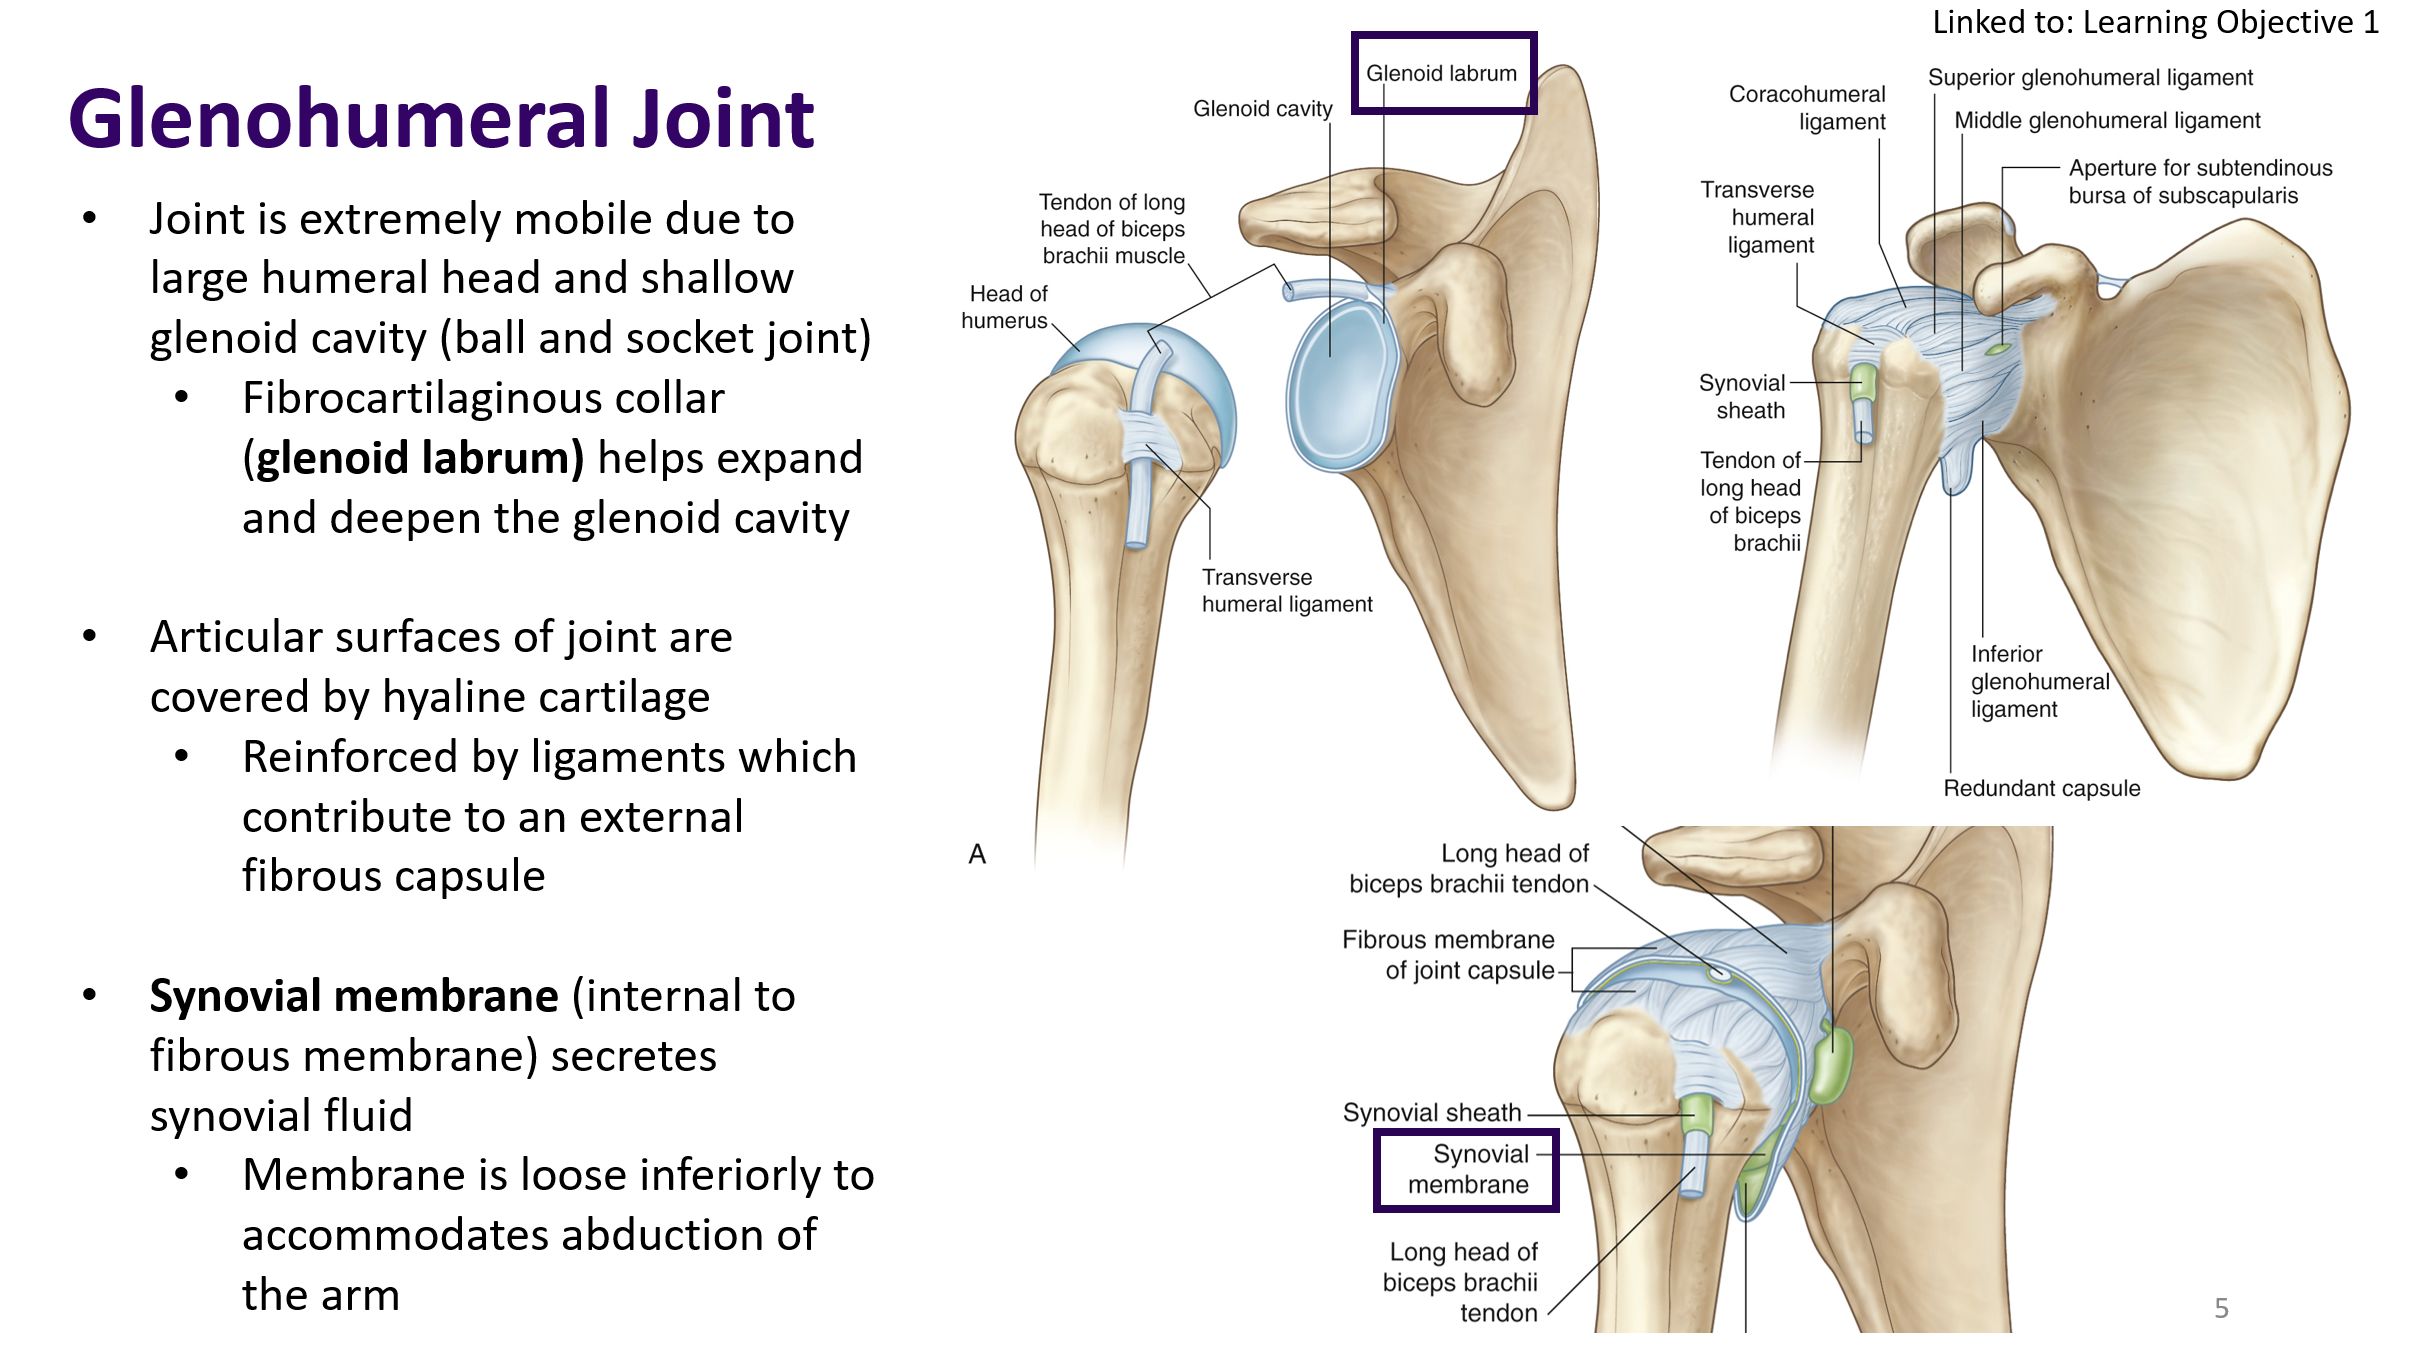 Linked to: Learning Objective 1
Glenohumeral Joint
• Joint is extremely mobile due to
large humeral head and shallow
glenoid cavity (ball and socket joint)
• Fibrocartilaginous collar
(glenoid labrum) helps expand
and deepen the glenoid cavity
• Articular surfaces of joint are
covered by hyaline cartilage
• Reinforced by ligaments which
contribute to an external
fibrous capsule
• Synovial membrane (internal to
fibrous membrane) secretes
synovial fluid
• Membrane is loose inferiorly to
accommodates abduction of
the arm
Glenoid labrum
Glenoid cavity
Tendon of long
head of biceps
brachii muscle
Head of
humerus
Transverse
humeral ligament
A
Superior glenohumeral ligament
Coracohumeral
ligament
Middle glenohumeral ligament
Aperture for subtendinous
bursa of subscapularis
Transverse
humeral
ligament
Synovial
sheath
Tendon of
long head
of biceps
brachii
Inferior
glenohumeral
ligament
Redundant capsule
Long head of
biceps brachii tendon
Fibrous membrane
of joint capsule
Synovial sheath
Synovial
membrane
Long head of
biceps brachii
tendon
5